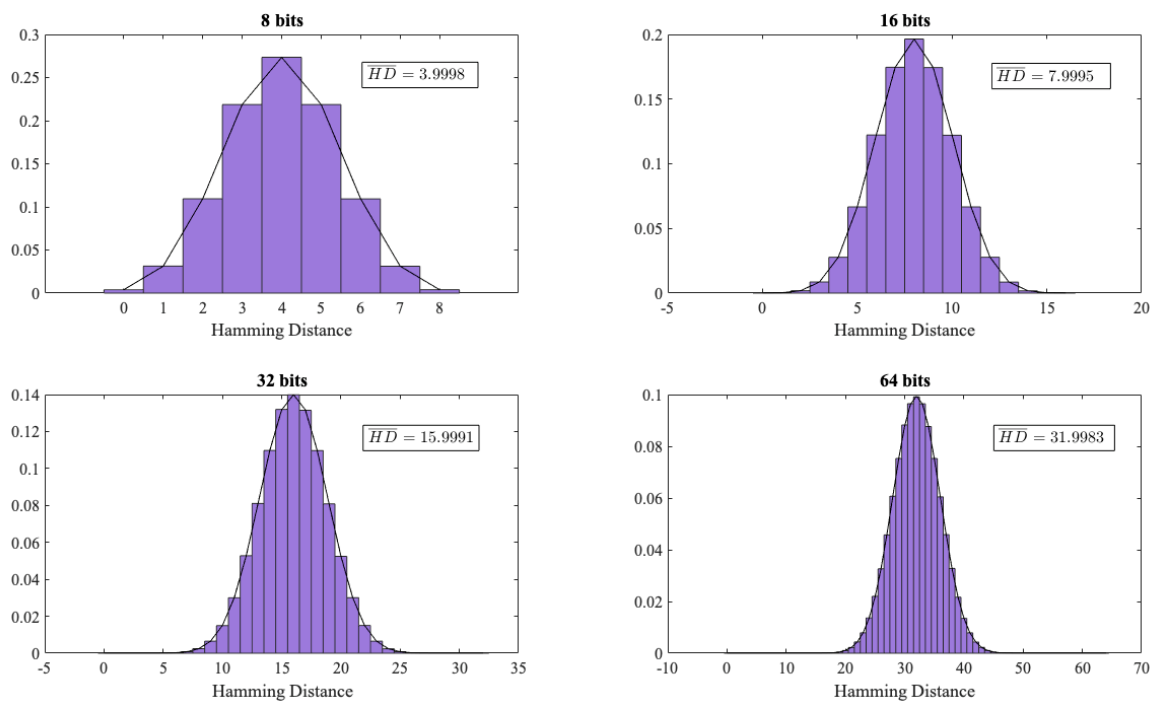 8 bits
0.3
0.25
0.2
0.15
0.1
0.05
0
0 1 2 3 4 5 6 7 8
Hamming Distance
HD = 3.9998
16 bits
0.2
0.15
0.1
0.05
0
-5 0 5 10 15 20
Hamming Distance
HD = 7.9995
32 bits
0.14
0.12
0.1
0.08
0.06
0.04
0.02
0
-5 0 5 10 15 20 25 30 35
Hamming Distance
HD = 15.9991
64 bits
0.1
0.08
0.06
0.04
0.02
0
-10 0 10 20 30 40 50 60 70
Hamming Distance
HD = 31.9983